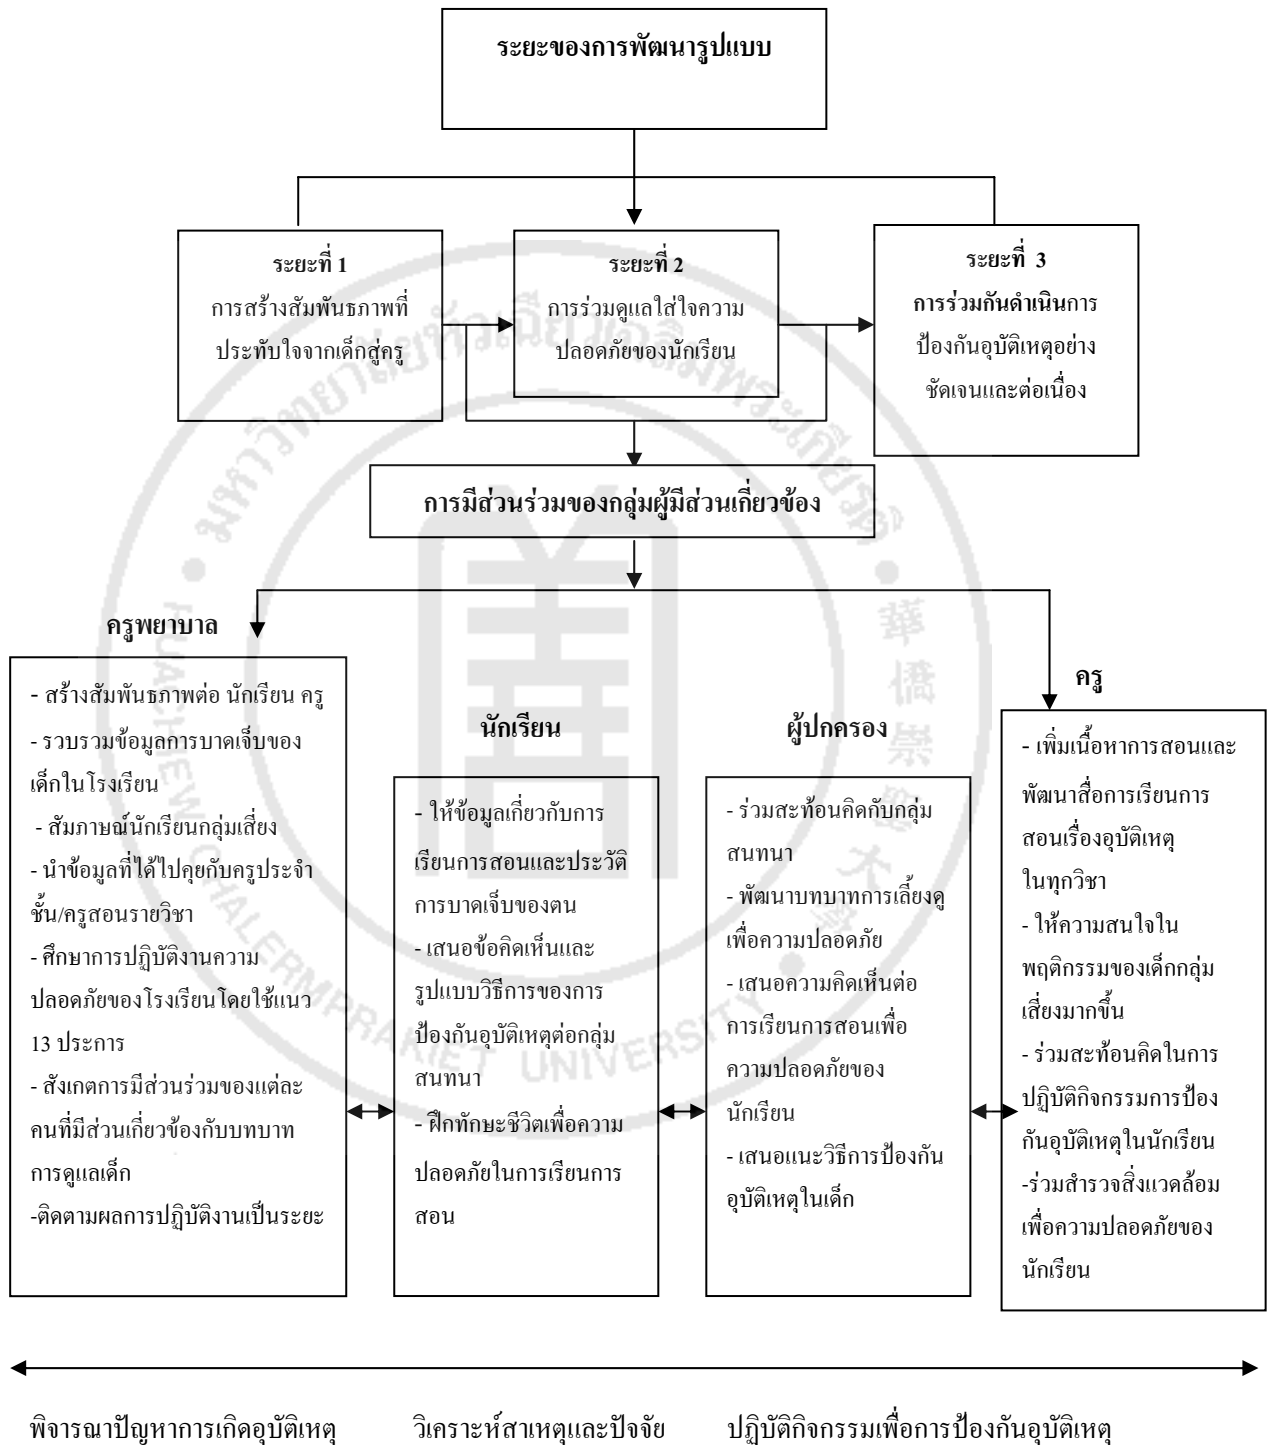 ระยะของการพัฒนารูปแบบ
ระยะที่ 1
การสร้างสัมพันธภาพที่
ประทับใจจากเด็กสู่ครู
ระยะที่ 2
การร่วมดูแลใส่ใจความ
ปลอดภัยของนักเรียน
ระยะที่ 3
การร่วมกันดำเนินการ
ป้องกันอุบัติเหตุอย่าง
ชัดเจนและต่อเนื่อง
การมีส่วนร่วมของกลุ่มผู้มีส่วนเกี่ยวข้อง
ครูพยาบาล
- สร้างสัมพันธภาพต่อ นักเรียน ครู
- รวบรวมข้อมูลการบาดเจ็บของ
เด็กในโรงเรียน
- สัมภาษณ์นักเรียนกลุ่มเสี่ยง
- นำข้อมูลที่ได้ไปคุยกับครูประจำ
ชั้น/ครูสอนรายวิชา
- ศึกษาการปฏิบัติงานความ
ปลอดภัยของโรงเรียนโดยใช้แนว
13 ประการ
- สังเกตการมีส่วนร่วมของแต่ละ
คนที่มีส่วนเกี่ยวข้องกับบทบาท
การดูแลเด็ก
-ติดตามผลการปฏิบัติงานเป็นระยะ
นักเรียน
- ให้ข้อมูลเกี่ยวกับการ
เรียนการสอนและประวัติ
การบาดเจ็บของตน
- เสนอข้อคิดเห็นและ
รูปแบบวิธีการของการ
ป้องกันอุบัติเหตุต่อกลุ่ม
สนทนา
- ฝึกทักษะชีวิตเพื่อความ
ปลอดภัยในการเรียนการ
สอน
ผู้ปกครอง
- ร่วมสะท้อนคิดกับกลุ่ม
สนทนา
- พัฒนาบทบาทการเลี้ยงดู
เพื่อความปลอดภัย
- เสนอความคิดเห็นต่อ
การเรียนการสอนเพื่อ
ความปลอดภัยของ
นักเรียน
- เสนอแนะวิธีการป้องกัน
อุบัติเหตุในเด็ก
ครู
- เพิ่มเนื้อหาการสอนและ
พัฒนาสื่อการเรียนการ
สอนเรื่องอุบัติเหตุ
ในทุกวิชา
- ให้ความสนใจใน
พฤติกรรมของเด็กกลุ่ม
เสี่ยงมากขึ้น
- ร่วมสะท้อนคิดในการ
ปฏิบัติกิจกรรมการป้อง
กันอุบัติเหตุในนักเรียน
-ร่วมสำรวจสิ่งแวดล้อม
เพื่อความปลอดภัยของ
นักเรียน
พิจารณาปัญหาการเกิดอุบัติเหตุ
วิเคราะห์สาเหตุและปัจจัย
ปฏิบัติกิจกรรมเพื่อการป้องกันอุบัติเหตุ
มหาวิทยาลัยหัวเฉียวเฉลิมพระเกียรติ
HUACHIEW CHALERMPRAKIET UNIVERSITY
華僑崇聖大學